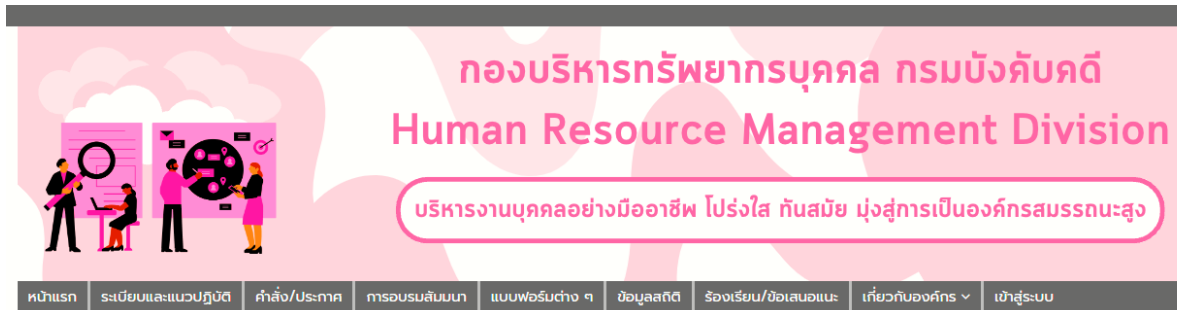 กองบริหารทรัพยากรบุคคล กรมบังคับคดี
Human Resource Management Division
บริหารงานบุคคลอย่างมืออาชีพ โปร่งใส ทันสมัย มุ่งสู่การเป็นองค์กรสมรรถนะสูง
หน้าแรก ระเบียบและแนวปฏิบัติ คำสั่ง/ประกาศ การอบรมสัมมนา แบบฟอร์มต่าง ๆ ข้อมูลสถิติ ร้องเรียน/ข้อเสนอแนะ เกี่ยวกับองค์กร เข้าสู่ระบบ